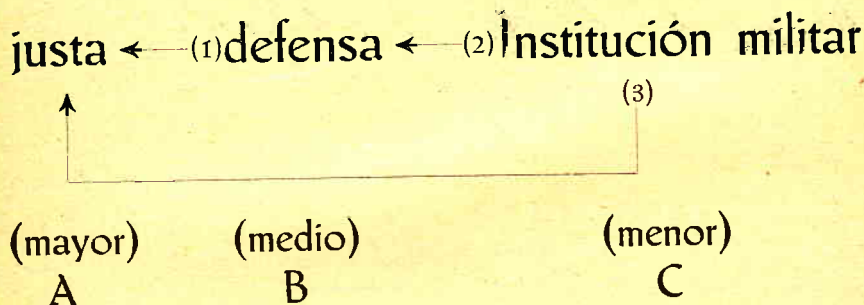 justa (1) defensa (2) Institución militar
(3)
(mayor) (medio) (menor)
A B C